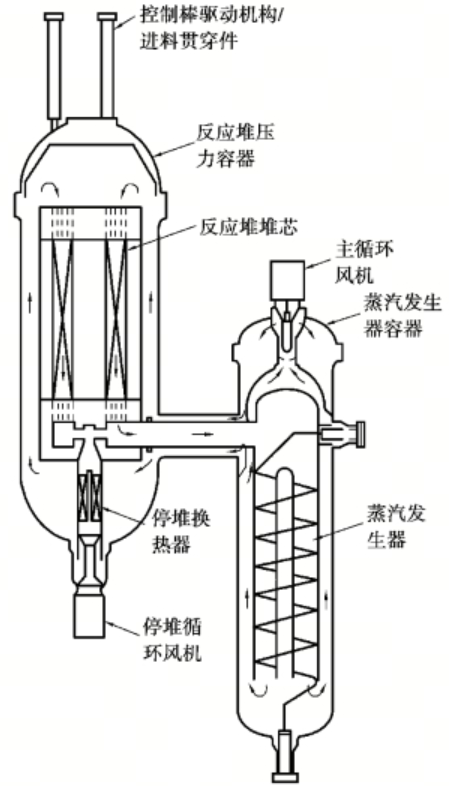 控制棒驱动机构/
进料贯穿件
反应堆压
力容器
反应堆堆芯
主循环
风机
蒸汽发生
器容器
停堆换
热器
蒸汽发
生器
停堆循
环风机